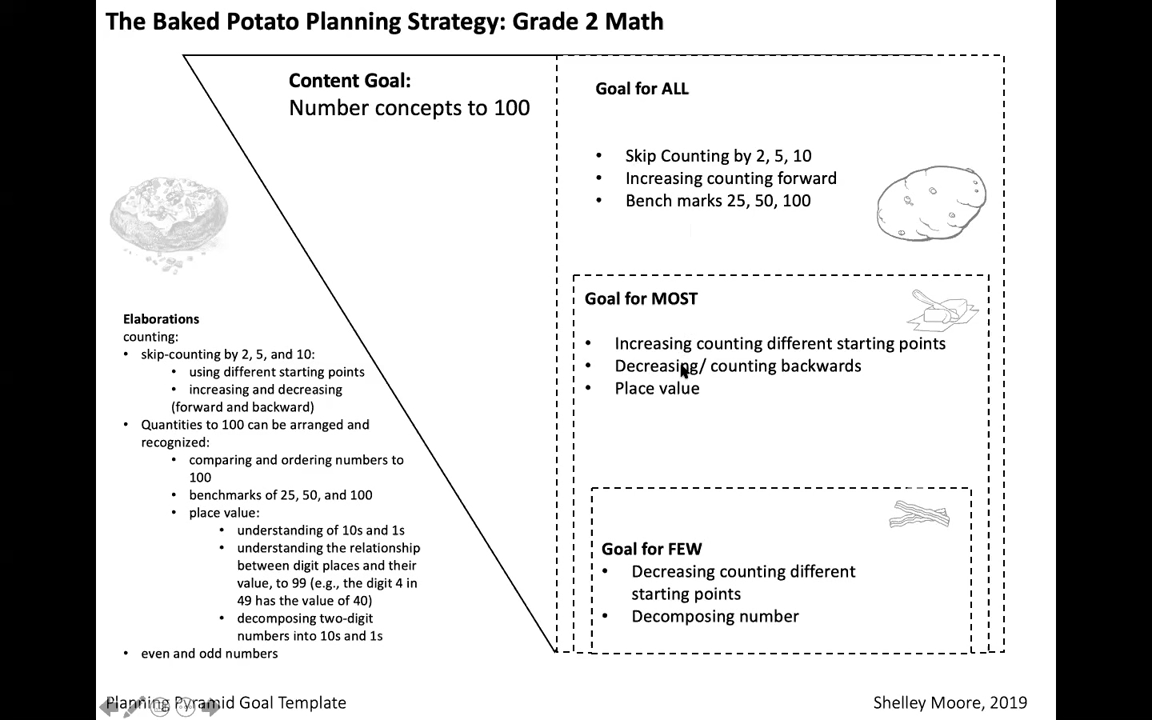 The Baked Potato Planning Strategy: Grade 2 Math
Content Goal:
Number concepts to 100
Goal for ALL
• Skip Counting by 2, 5, 10
• Increasing counting forward
• Bench marks 25, 50, 100
Goal for MOST
• Increasing counting different starting points
• Decreasing/ counting backwards
• Place value
Goal for FEW
• Decreasing counting different
starting points
• Decomposing number
Elaborations
counting:
• skip-counting by 2, 5, and 10:
• using different starting points
• increasing and decreasing
(forward and backward)
• Quantities to 100 can be arranged and
recognized:
• comparing and ordering numbers to
100
• benchmarks of 25, 50, and 100
• place value:
• understanding of 10s and 1s
• understanding the relationship
between digit places and their
value, to 99 (e.g., the digit 4 in
49 has the value of 40)
• decomposing two-digit
numbers into 10s and 1s
• even and odd numbers
Planning Pyramid Goal Template
Shelley Moore, 2019